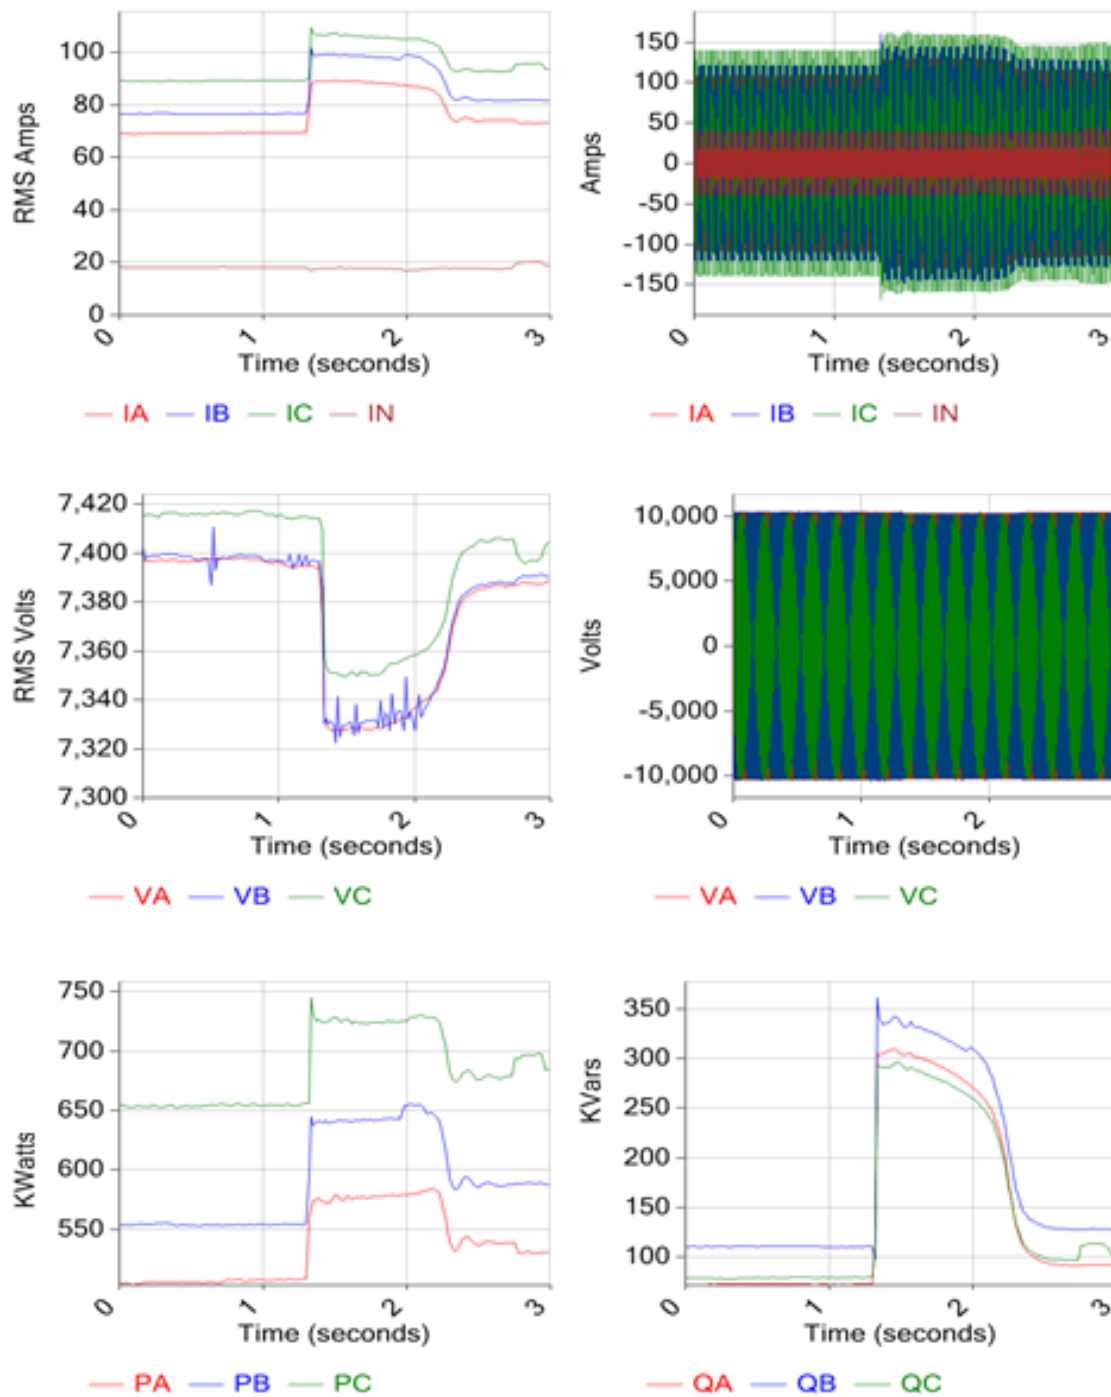 RMS Amps
100
80
60
40
20
0
0 1 2 3
Time (seconds)
IA IB IC IN
Amps
150
100
50
0
-50
-100
-150
0 1 2 3
Time (seconds)
IA IB IC IN
RMS Volts
7,420
7,400
7,380
7,360
7,340
7,320
7,300
0 1 2 3
Time (seconds)
VA VB VC
Volts
10,000
5,000
0
-5,000
-10,000
0 1 2 3
Time (seconds)
VA VB VC
KWatts
750
700
650
600
550
0 1 2 3
Time (seconds)
PA PB PC
KVars
350
300
250
200
150
100
0 1 2 3
Time (seconds)
QA QB QC